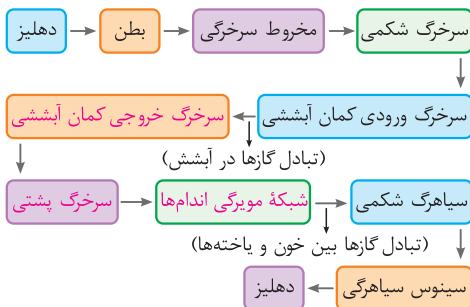 دهلیز
بطن
مخروط سرخرگی
سرخرگ شکمی
سرخرگ ورودی کمان آبششی
سرخرگ خروجی کمان آبششی
(تبادل گازها در آبشش)
سرخرگ پشتی
شبکهٔ مویرگی اندام‌ها
سیاهرگ شکمی
(تبادل گازها بین خون و یاخته‌ها)
سینوس سیاهرگی
دهلیز